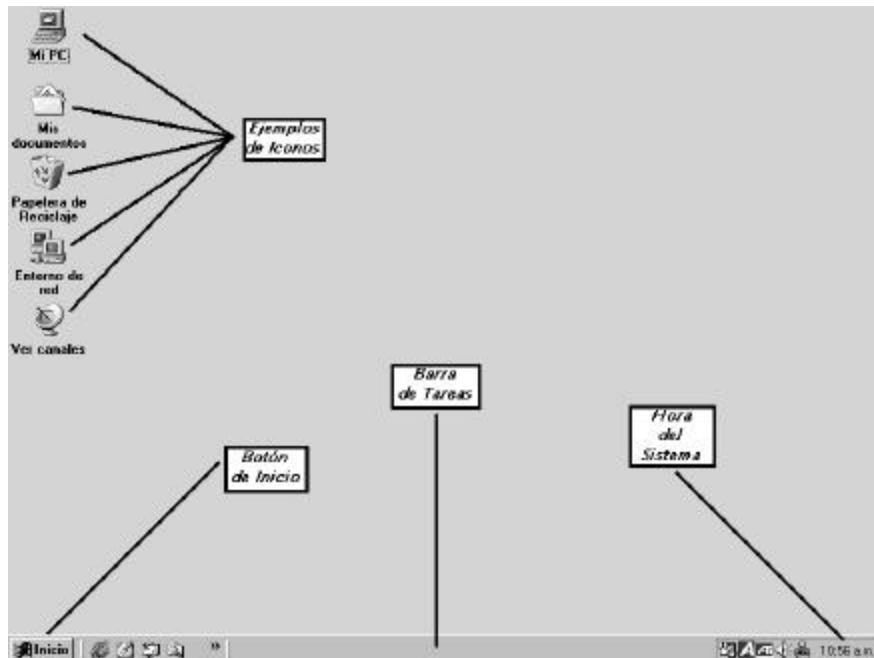 Mi PC
Mis
documentos
Papelera de
Reciclaje
Entorno de
red
Ver canales
Ejemplos
de Iconos
Barra
de Tareas
Hora
del
Sistema
Botón
de Inicio
Inicio
»
10:56 a.m.